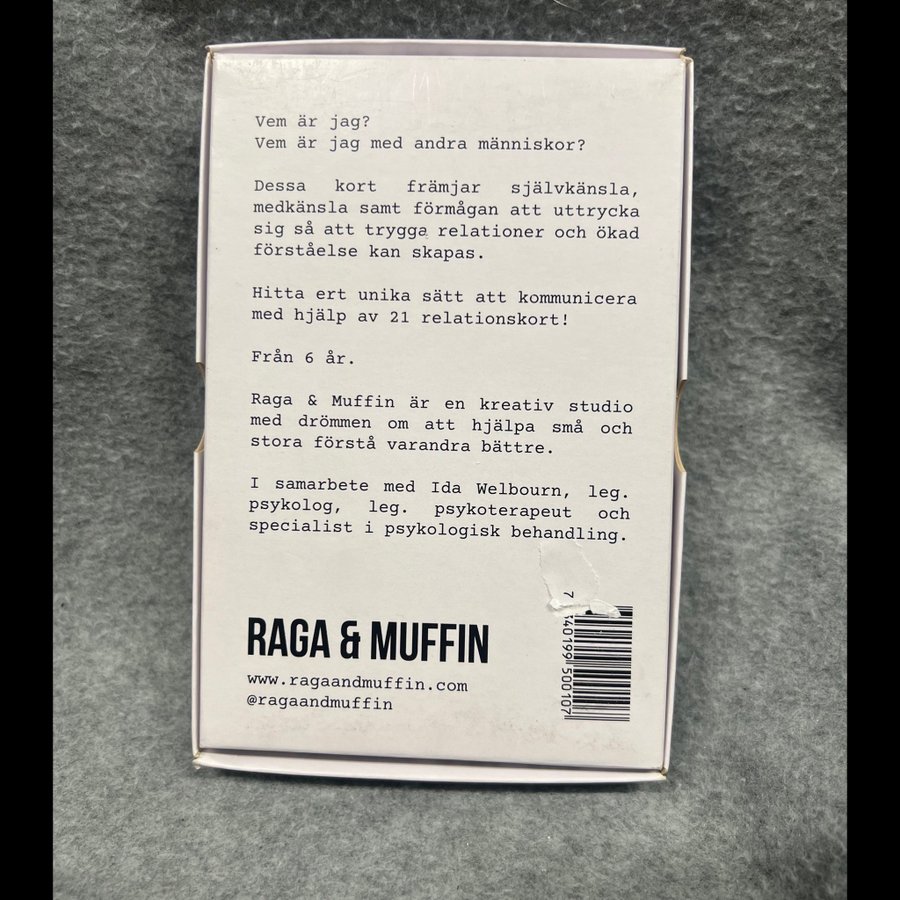 Vem är jag?
Vem är jag med andra människor?
Dessa kort främjar självkänsla,
medkänsla samt förmågan att uttrycka
sig så att trygga relationer och ökad
förståelse kan skapas.
Hitta ert unika sätt att kommunicera
med hjälp av 21 relationskort!
Från 6 år.
Raga & Muffin är en kreativ studio
med drömmen om att hjälpa små och
stora förstå varandra bättre.
I samarbete med Ida Welbourn, leg.
psykolog, leg. psykoterapeut och
specialist i psykologisk behandling.
RAGA & MUFFIN
www.ragaandmuffin.com
@ragaandmuffin
500107